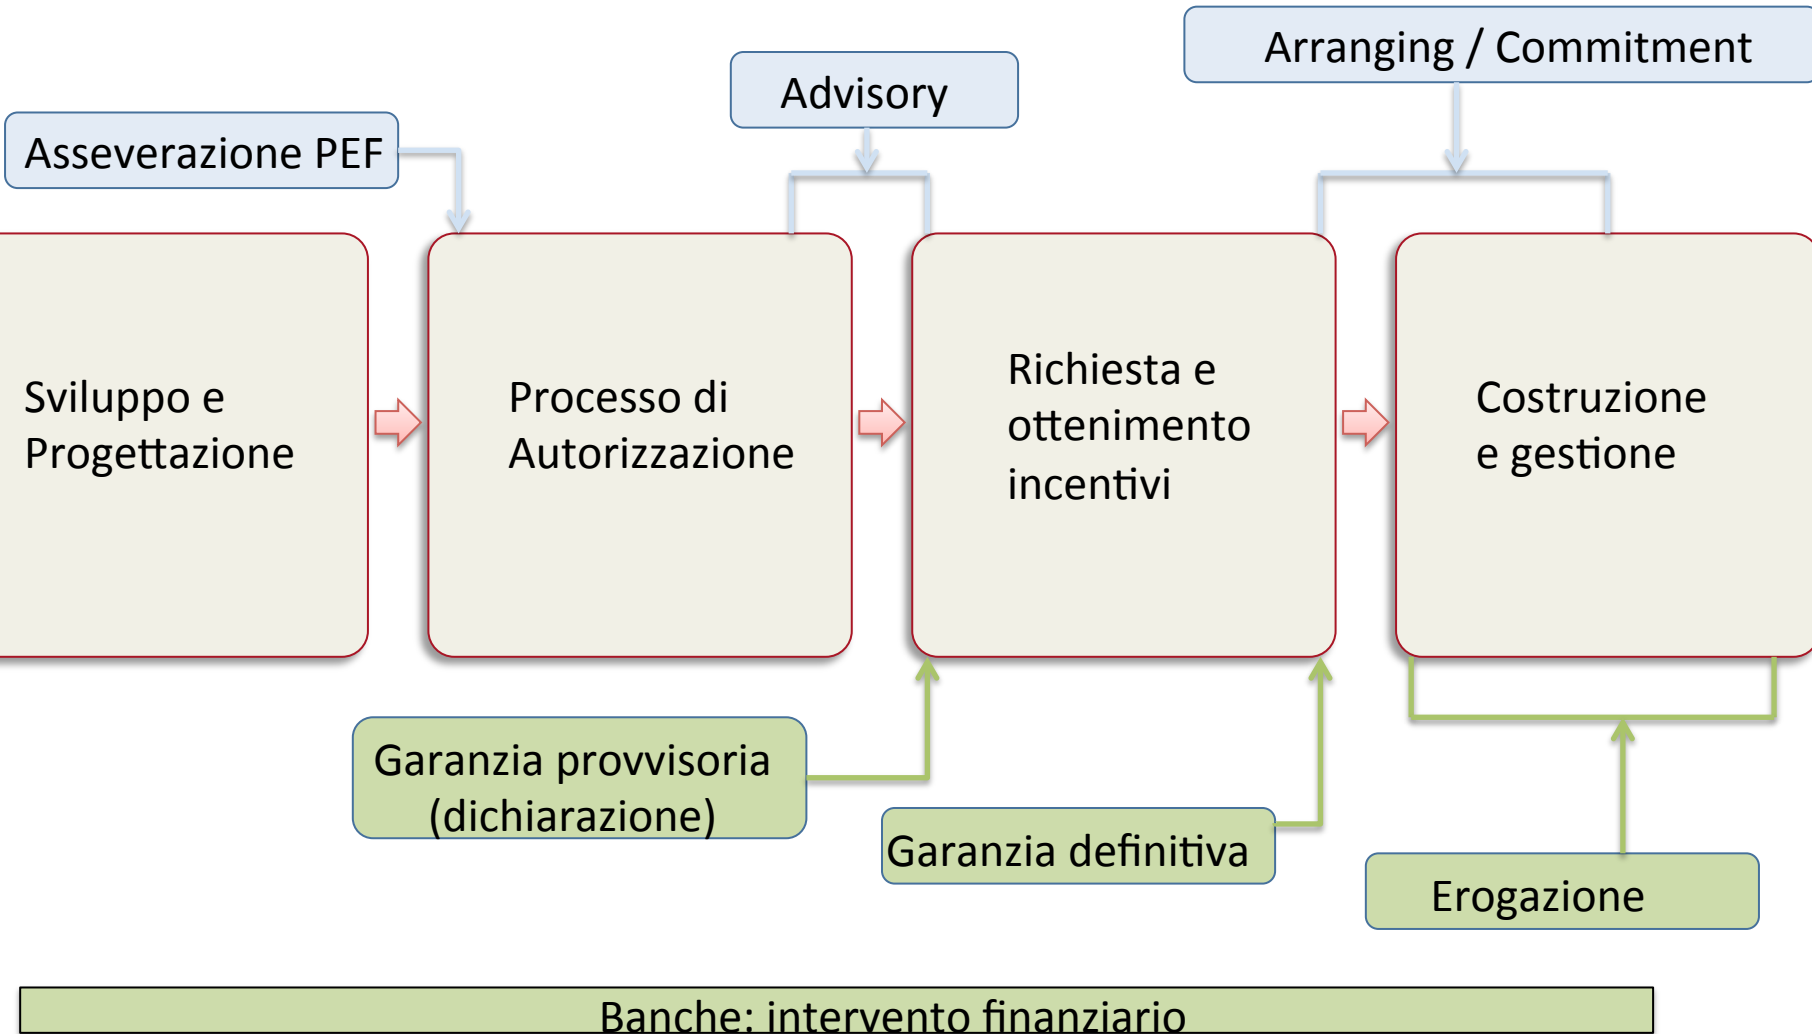 Arranging / Commitment
Advisory
Asseverazione PEF
Sviluppo e
Progettazione
Processo di
Autorizzazione
Richiesta e
ottenimento
incentivi
Costruzione
e gestione
Garanzia provvisoria
(dichiarazione)
Garanzia definitiva
Erogazione
Banche: intervento finanziario